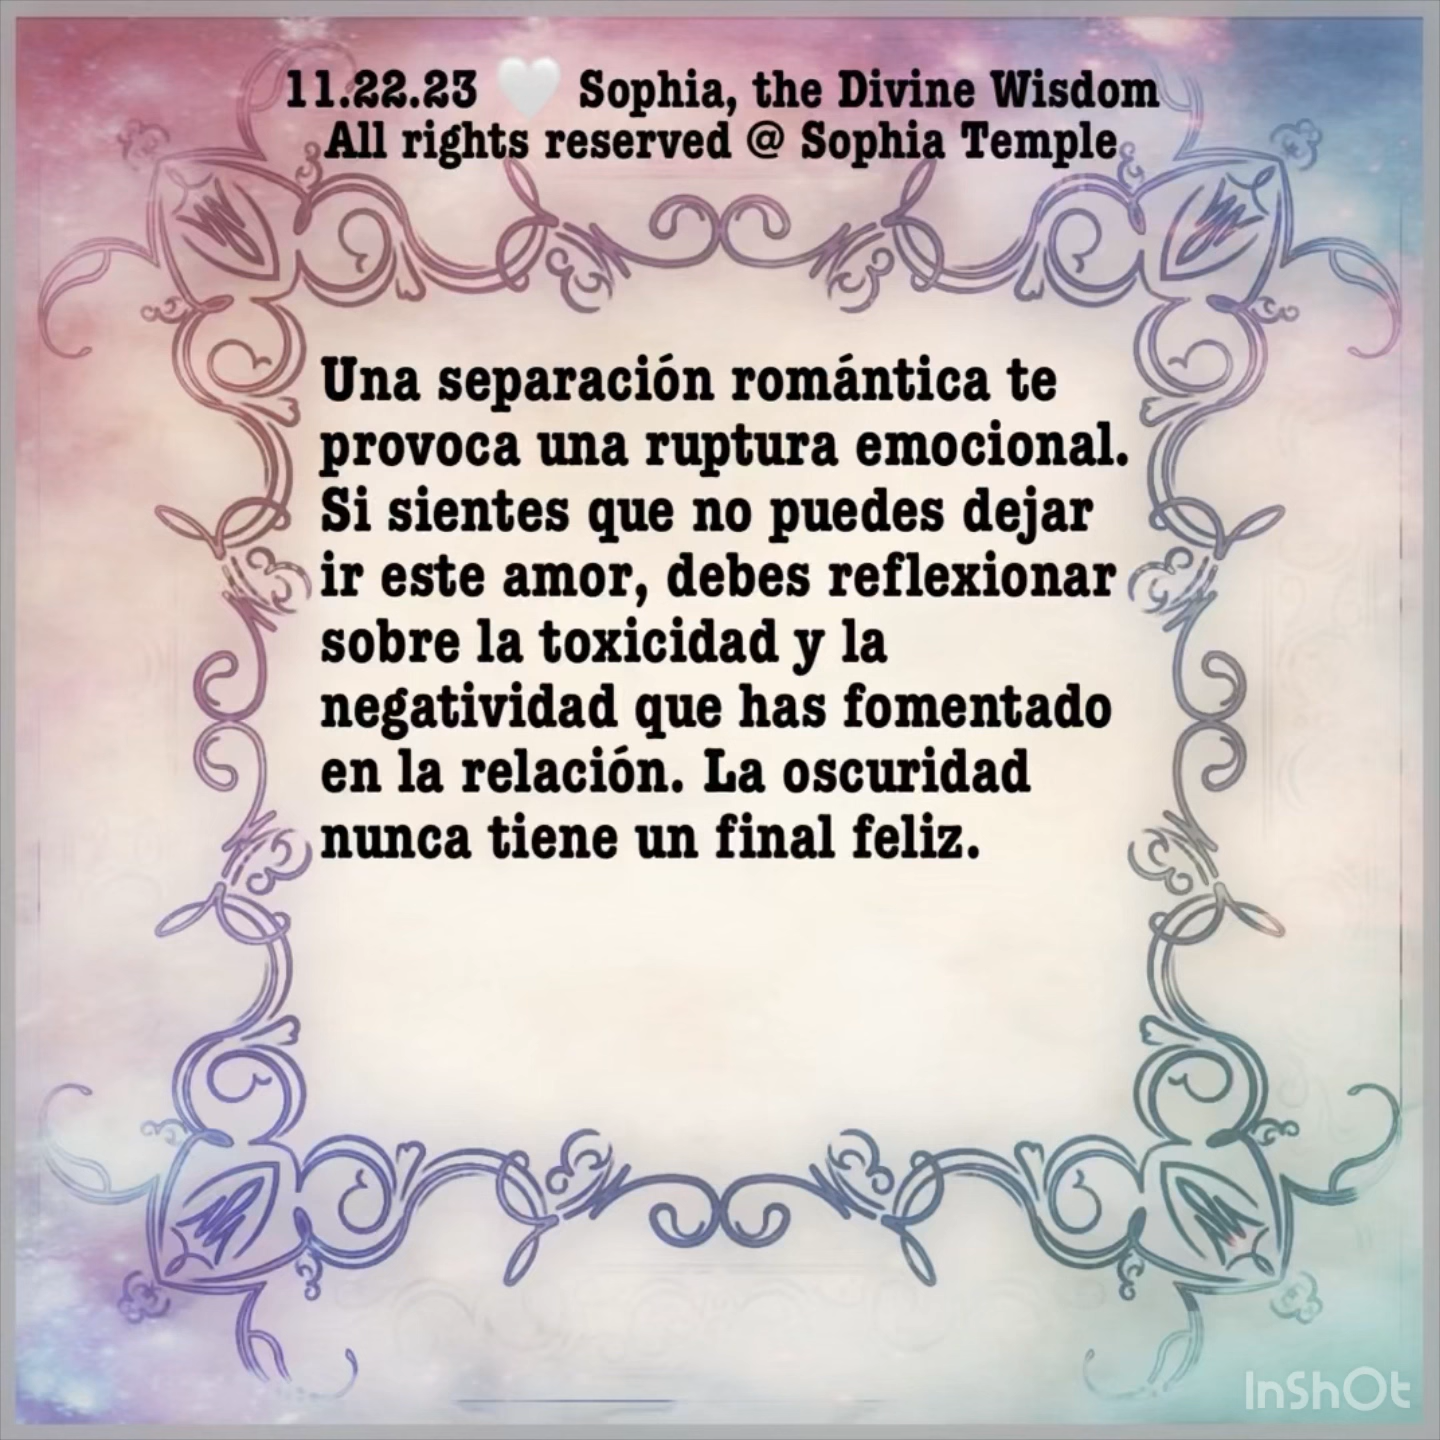 11.22.23 🤍 Sophia, the Divine Wisdom
All rights reserved @ Sophia Temple
Una separación romántica te
provoca una ruptura emocional.
Si sientes que no puedes dejar
ir este amor, debes reflexionar
sobre la toxicidad y la
negatividad que has fomentado
en la relación. La oscuridad
nunca tiene un final feliz.
InShOt